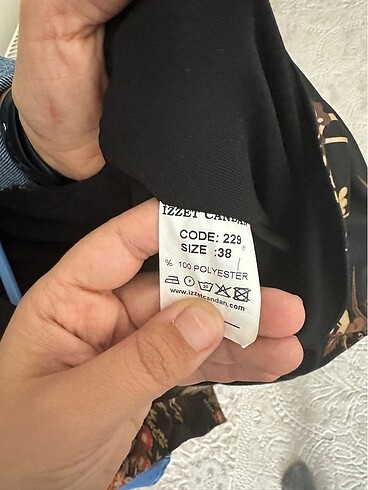 IZZET CANDAN
CODE: 229
SIZE :38
% 100 POLYESTER
www.izzetcandan.com